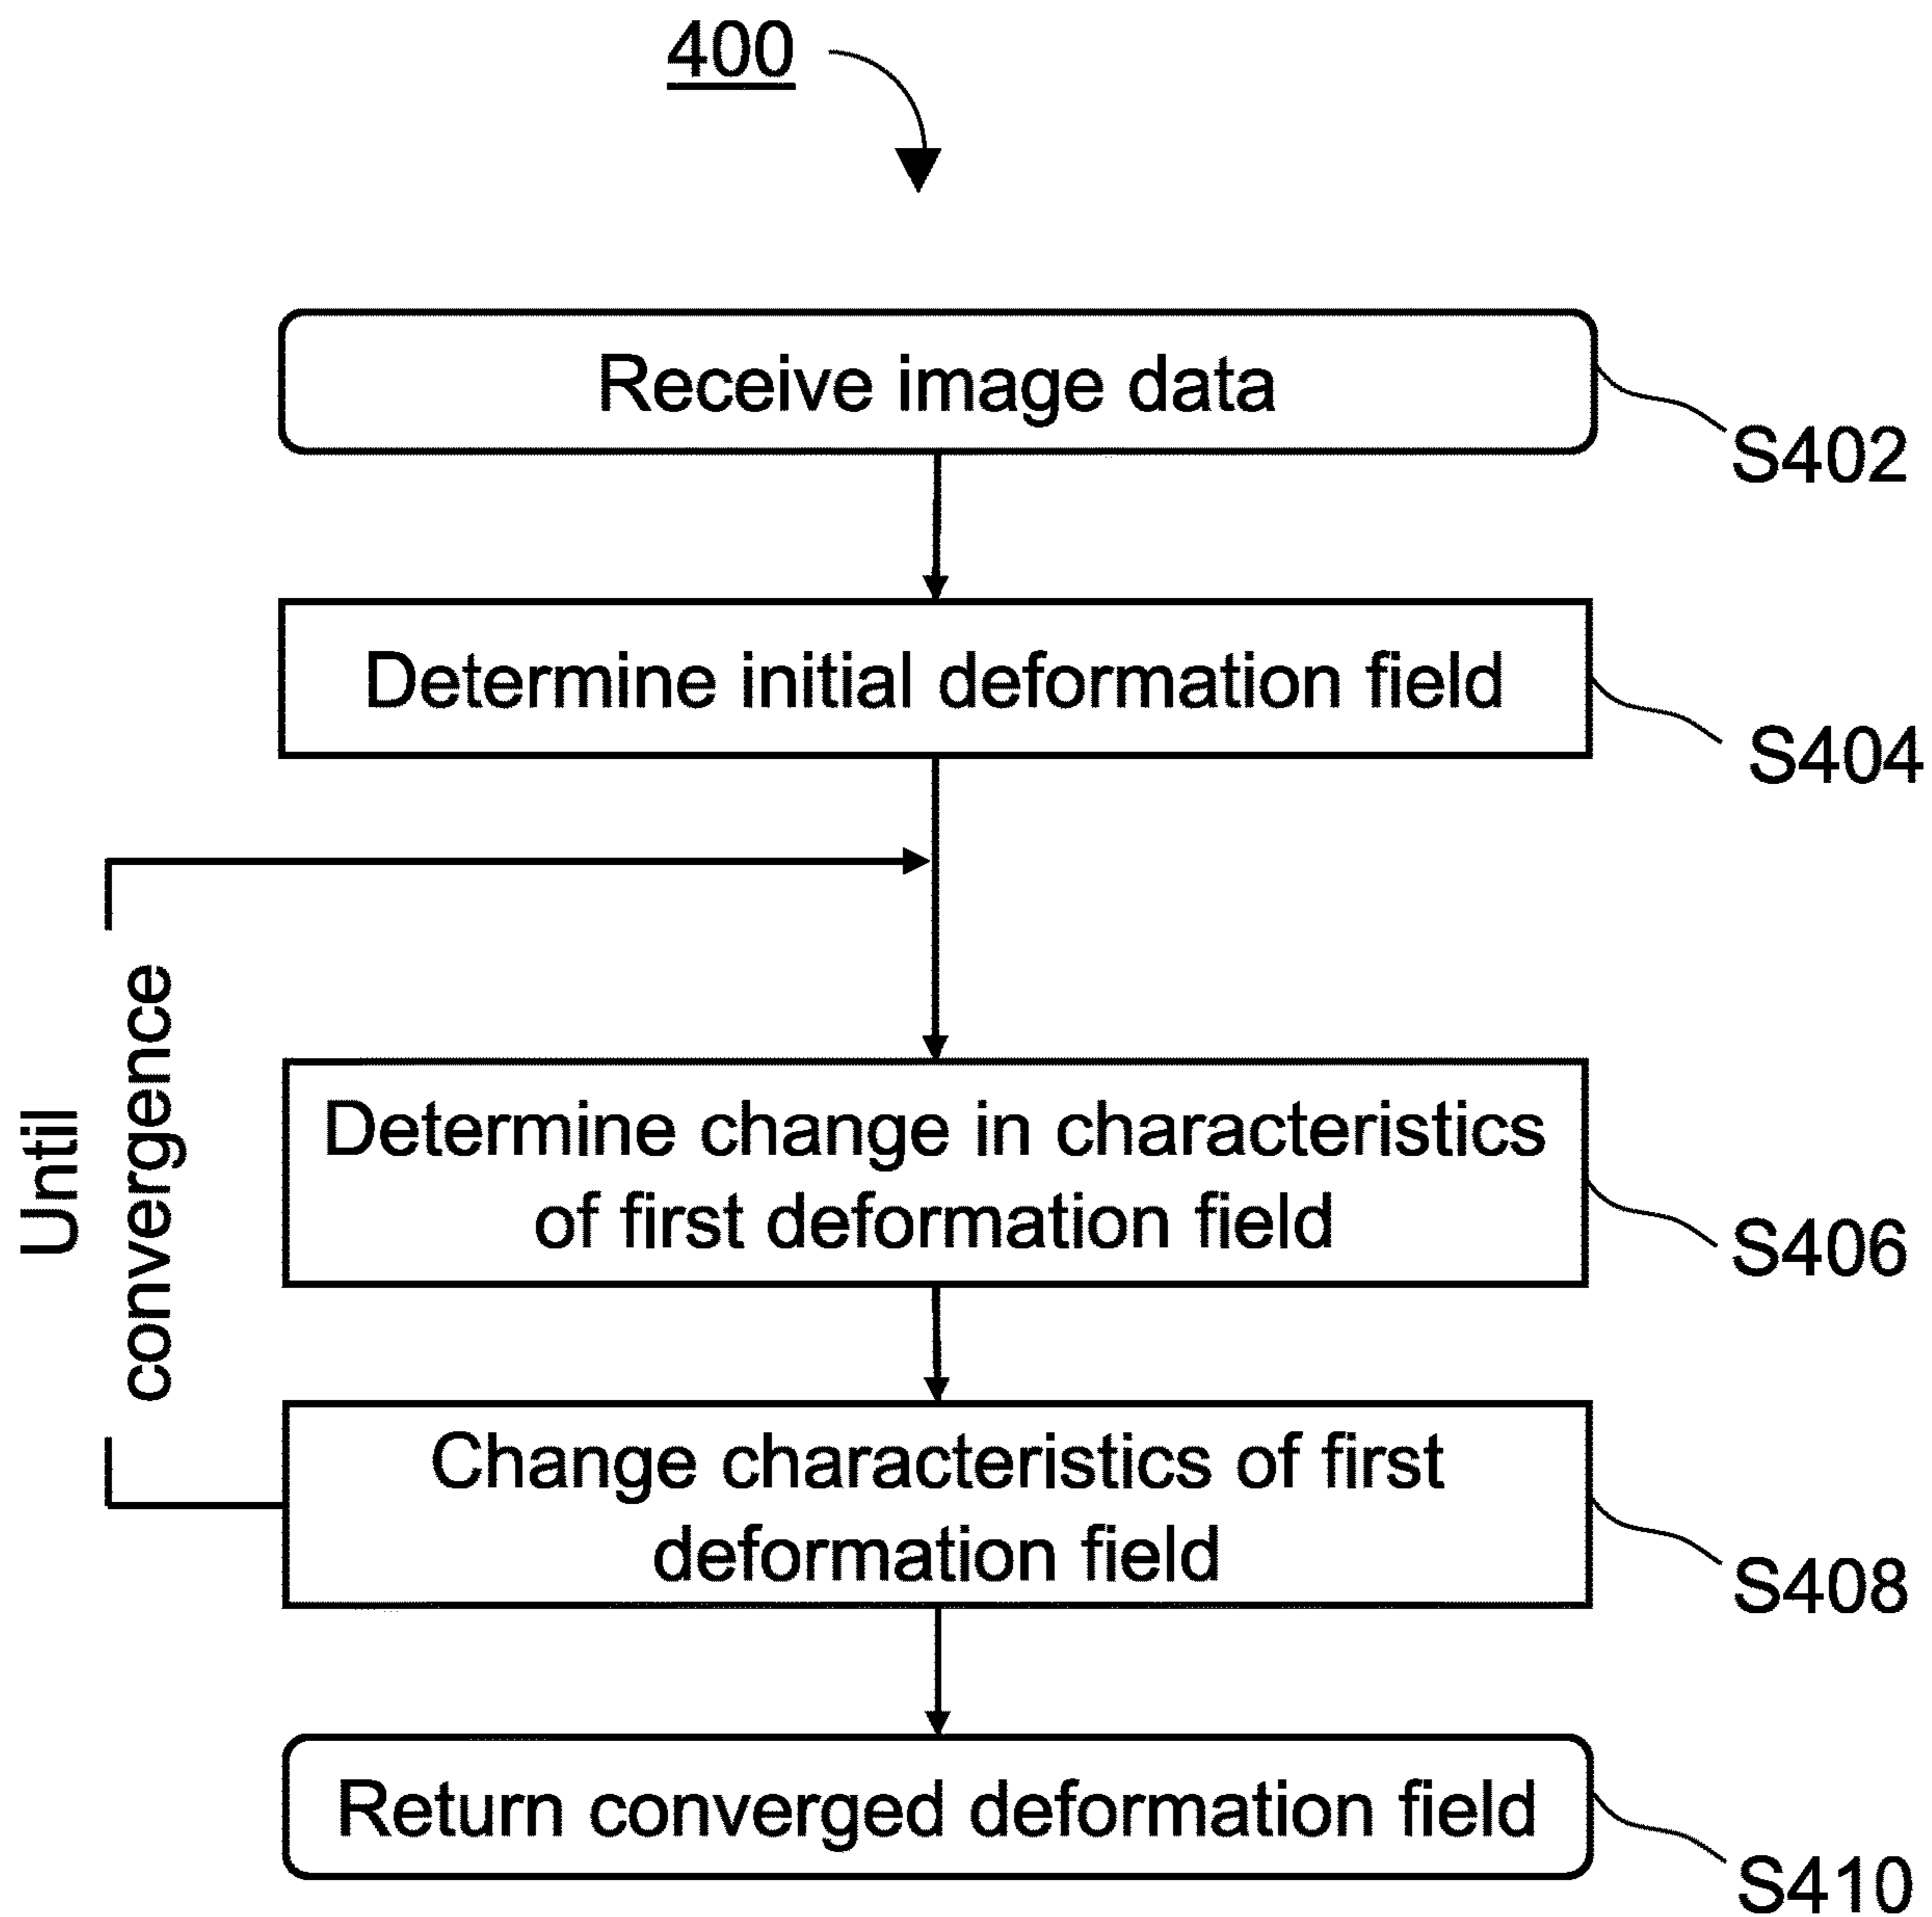 400
Receive image data
S402
Determine initial deformation field
S404
Until
convergence
Determine change in characteristics
of first deformation field
S406
Change characteristics of first
deformation field
S408
Return converged deformation field
S410